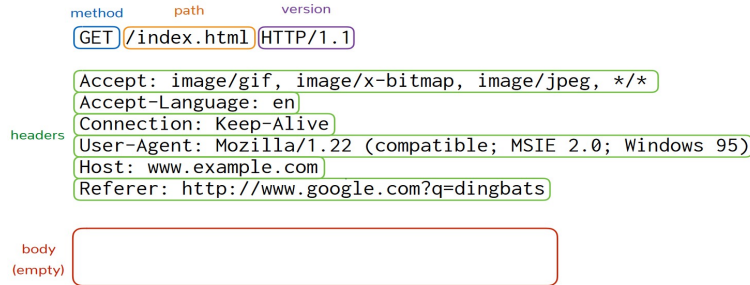 method path version
GET /index.html HTTP/1.1
Accept: image/gif, image/x-bitmap, image/jpeg, */*
Accept-Language: en
Connection: Keep-Alive
headers User-Agent: Mozilla/1.22 (compatible; MSIE 2.0; Windows 95)
Host: www.example.com
Referer: http://www.google.com?q=dingbats
body
(empty)